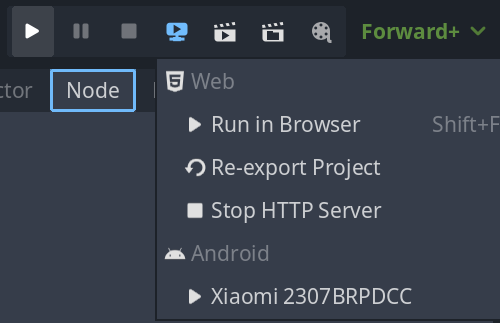 Forward+
ctor Node
Web
Run in Browser Shift+F
Re-export Project
Stop HTTP Server
Android
Xiaomi 2307BRPDCC